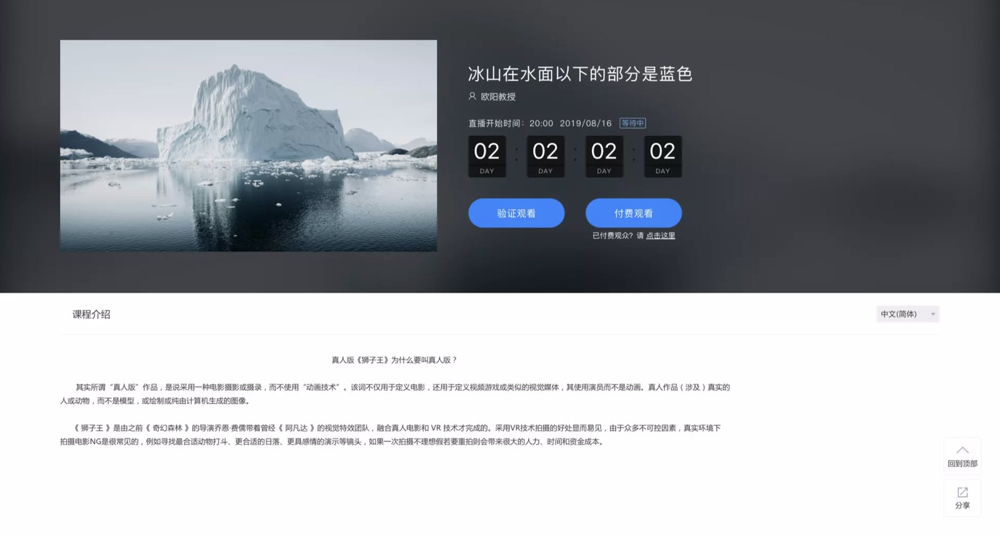 冰山在水面以下的部分是蓝色
欧阳教授
直播开始时间：20:00 2019/08/16 等待中
02 : 02 : 02 : 02
DAY DAY DAY DAY
验证观看 付费观看
已付费观众？请 点击这里
课程介绍 中文(简体)
真人版《狮子王》为什么要叫真人版？
其实所谓“真人版”作品，是说采用一种电影摄影或摄录，而不使用“动画技术”。该词不仅用于定义电影，还用于定义视频游戏或类似的视觉媒体，其使用演员而不是动画。真人作品（涉及）真实的
人或动物，而不是模型，或绘制或纯由计算机生成的图像。
《 狮子王 》是由之前《 奇幻森林 》的导演乔恩·费儒带着曾经《 阿凡达 》的视觉特效团队，融合真人电影和 VR 技术才完成的。采用VR技术拍摄的好处显而易见，由于众多不可控因素，真实环境下
拍摄电影NG是很常见的，例如寻找最合适动物打斗、更合适的日落、更具感情的演示等镜头，如果一次拍摄不理想假若要重拍则会带来很大的人力、时间和资金成本。
回到顶部
分享